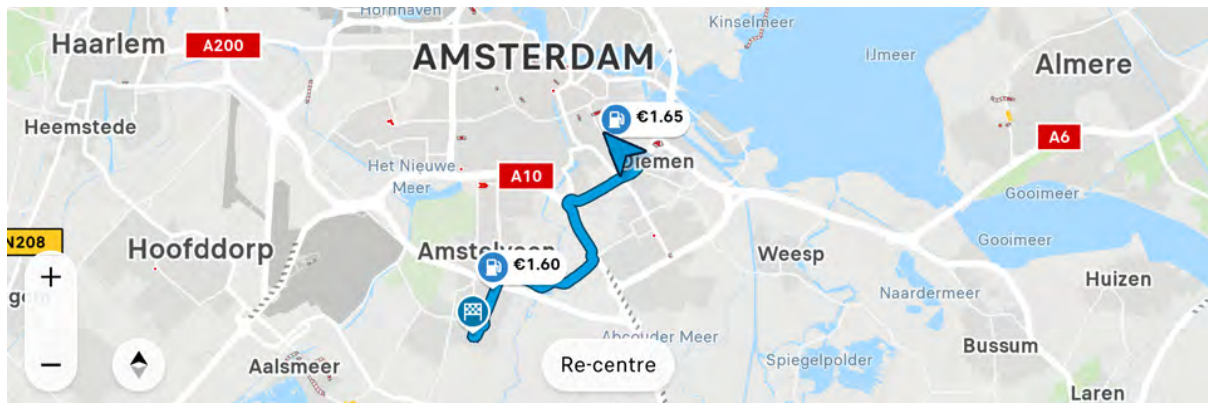 Hornhaven
Kinselmeer
Haarlem
A200
AMSTERDAM
IJmeer
Almere
€1.65
Heemstede
A6
Het Nieuwe
Meer
A10
Diemen
Gooimeer
N208
Hoofddorp
Amstelveen
€1.60
Weesp
Gooimeer
+
Huizen
Naardermeer
Abcouder Meer
Bussum
−
Aalsmeer
Re-centre
Spiegelpolder
Laren